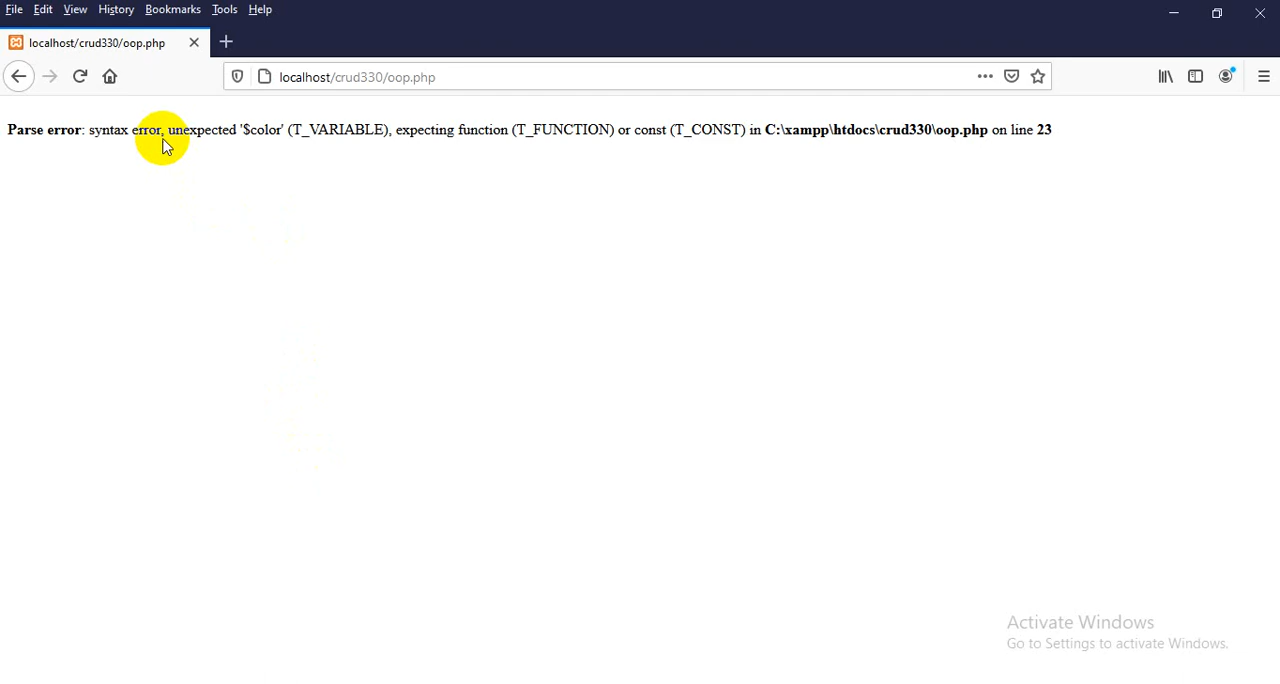 File Edit View History Bookmarks Tools Help
localhost/crud330/oop.php
localhost/crud330/oop.php
Parse error: syntax error, unexpected '$color' (T_VARIABLE), expecting function (T_FUNCTION) or const (T_CONST) in C:\xampp\htdocs\crud330\oop.php on line 23
Activate Windows
Go to Settings to activate Windows.